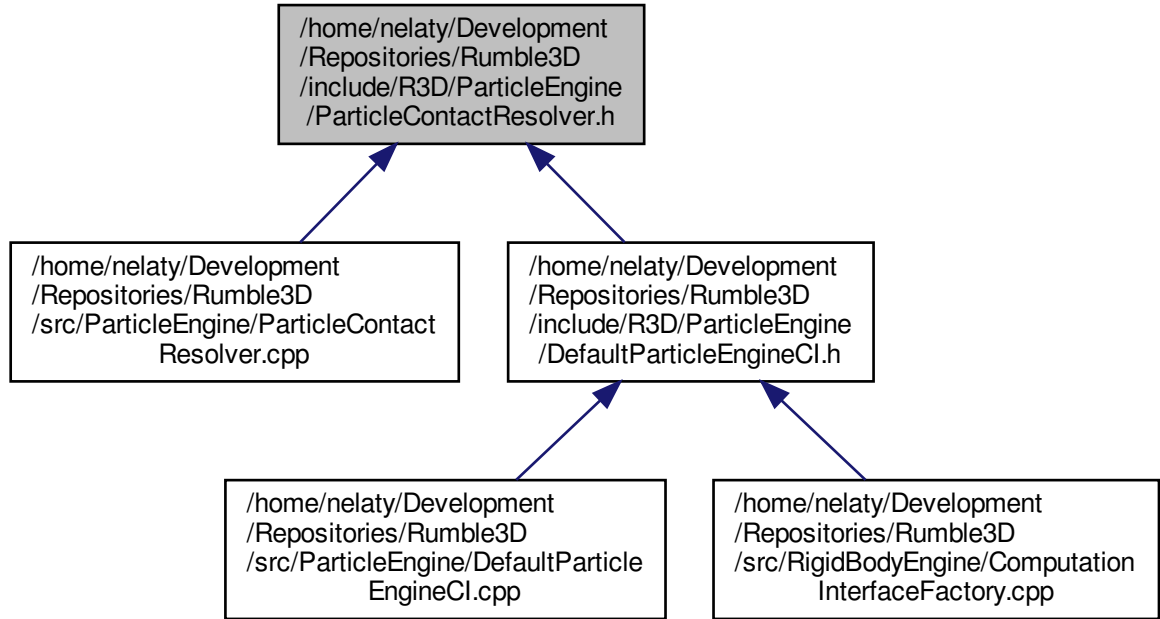 /home/nelaty/Development
/Repositories/Rumble3D
/include/R3D/ParticleEngine
/ParticleContactResolver.h
/home/nelaty/Development
/Repositories/Rumble3D
/src/ParticleEngine/ParticleContact
Resolver.cpp
/home/nelaty/Development
/Repositories/Rumble3D
/include/R3D/ParticleEngine
/DefaultParticleEngineCI.h
/home/nelaty/Development
/Repositories/Rumble3D
/src/ParticleEngine/DefaultParticle
EngineCI.cpp
/home/nelaty/Development
/Repositories/Rumble3D
/src/RigidBodyEngine/Computation
InterfaceFactory.cpp